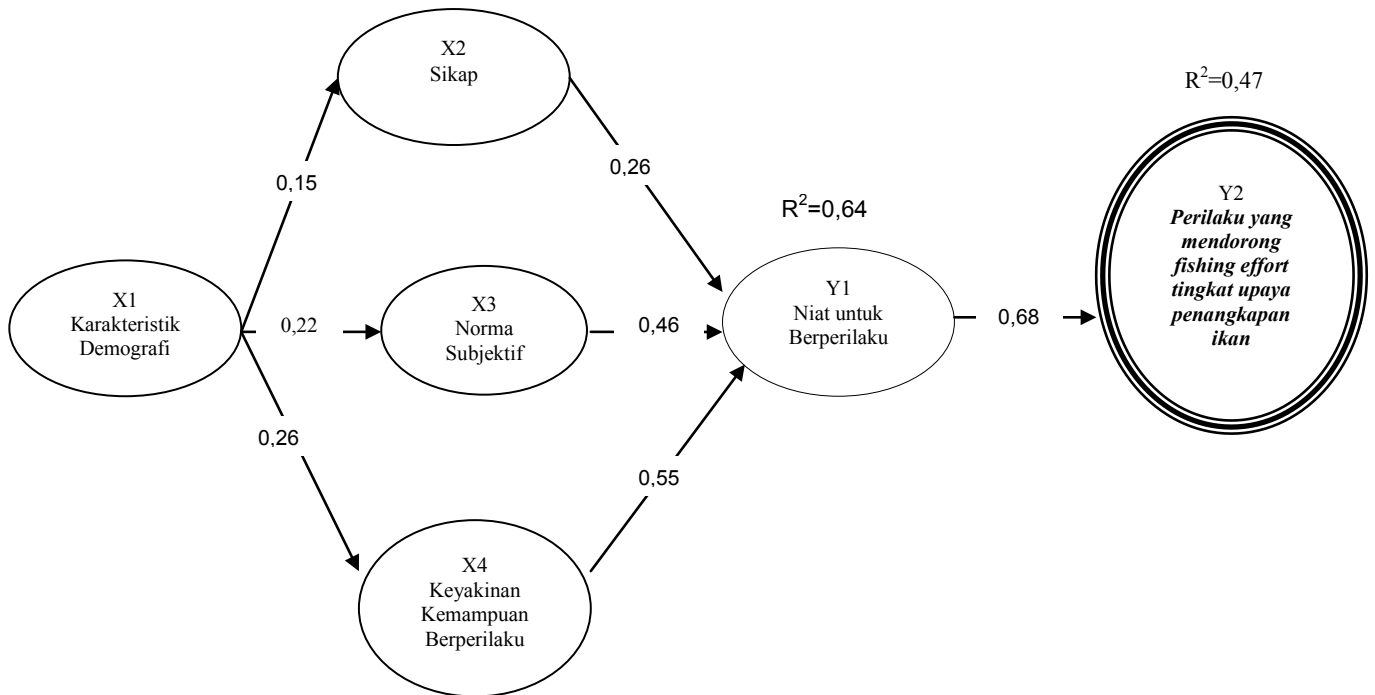 X2
Sikap
R²=0,47
0,15
0,26
R²=0,64
Y2
Perilaku yang
mendorong
fishing effort
tingkat upaya
penangkapan
ikan
X1
Karakteristik
Demografi
0,22
X3
Norma
Subjektif
0,46
Y1
Niat untuk
Berperilaku
0,68
0,26
0,55
X4
Keyakinan
Kemampuan
Berperilaku